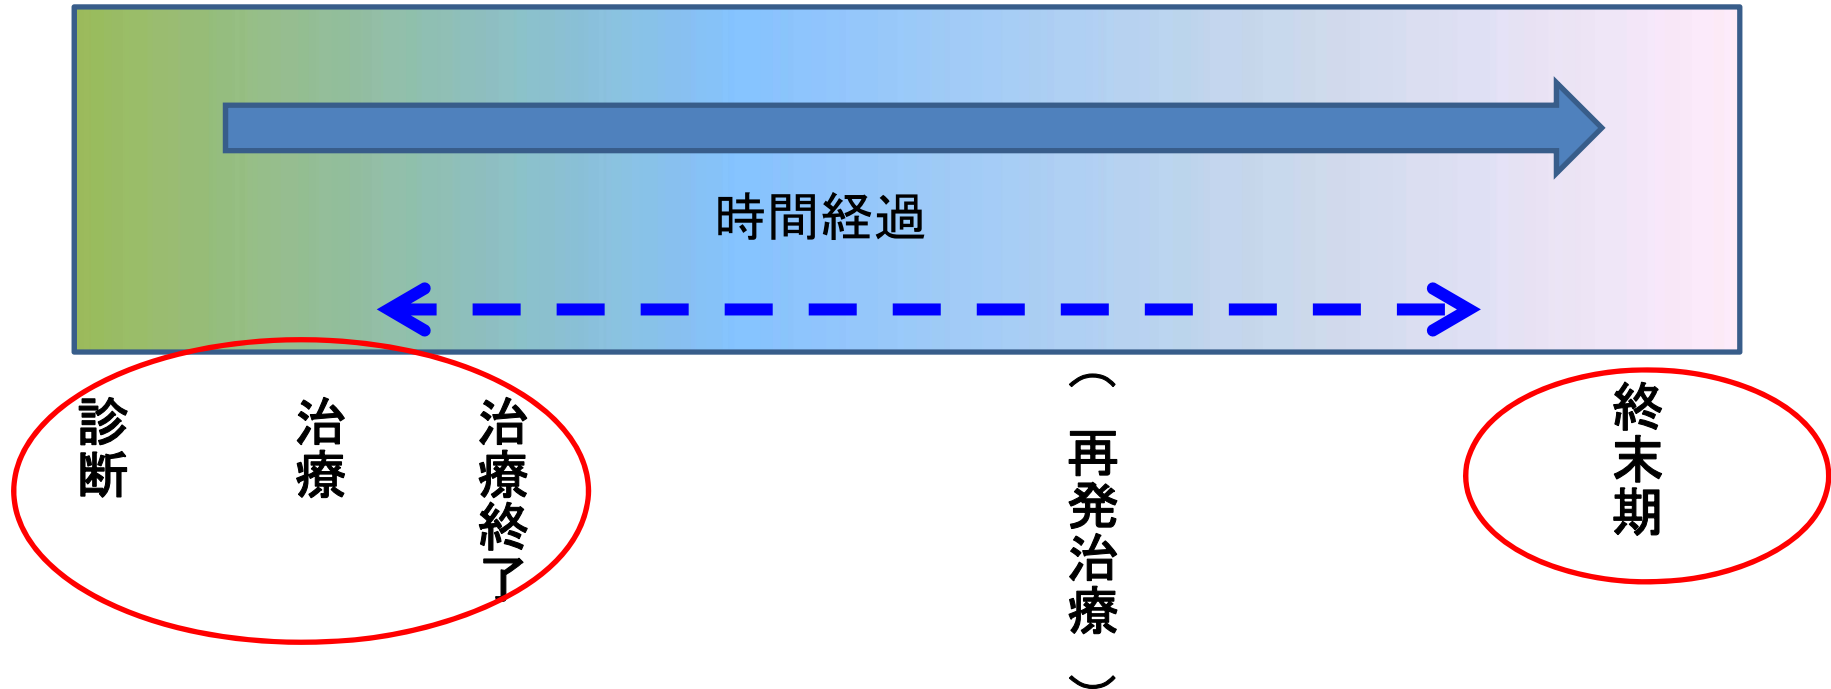 時間経過
診断
治療
治療終了
（再発治療）
終末期